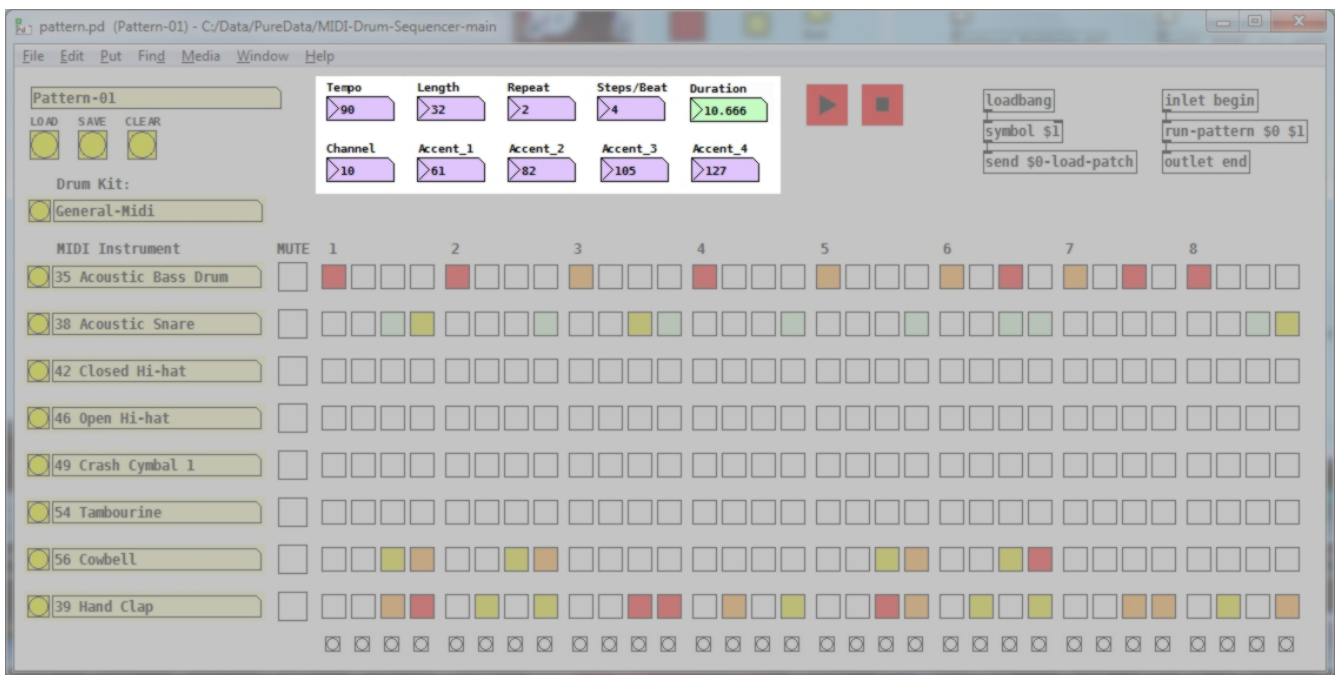 pattern.pd (Pattern-01) - C:/Data/PureData/MIDI-Drum-Sequencer-main
File Edit Put Find Media Window Help
Pattern-01
LOAD SAVE CLEAR
Tempo Length Repeat Steps/Beat Duration
90 32 2 4 10.666
Channel Accent_1 Accent_2 Accent_3 Accent_4
10 61 82 105 127
loadbang
symbol $1
send $0-load-patch
inlet begin
run-pattern $0 $1
outlet end
Drum Kit:
General-Midi
MIDI Instrument MUTE 1 2 3 4 5 6 7 8
35 Acoustic Bass Drum
38 Acoustic Snare
42 Closed Hi-hat
46 Open Hi-hat
49 Crash Cymbal 1
54 Tambourine
56 Cowbell
39 Hand Clap